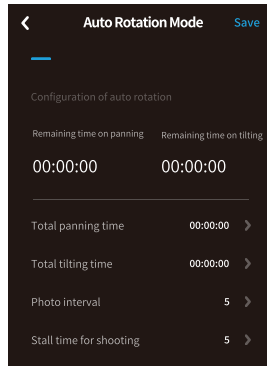 Auto Rotation Mode Save
Configuration of auto rotation
Remaining time on panning Remaining time on tilting
00:00:00 00:00:00
Total panning time 00:00:00
Total tilting time 00:00:00
Photo interval 5
Stall time for shooting 5